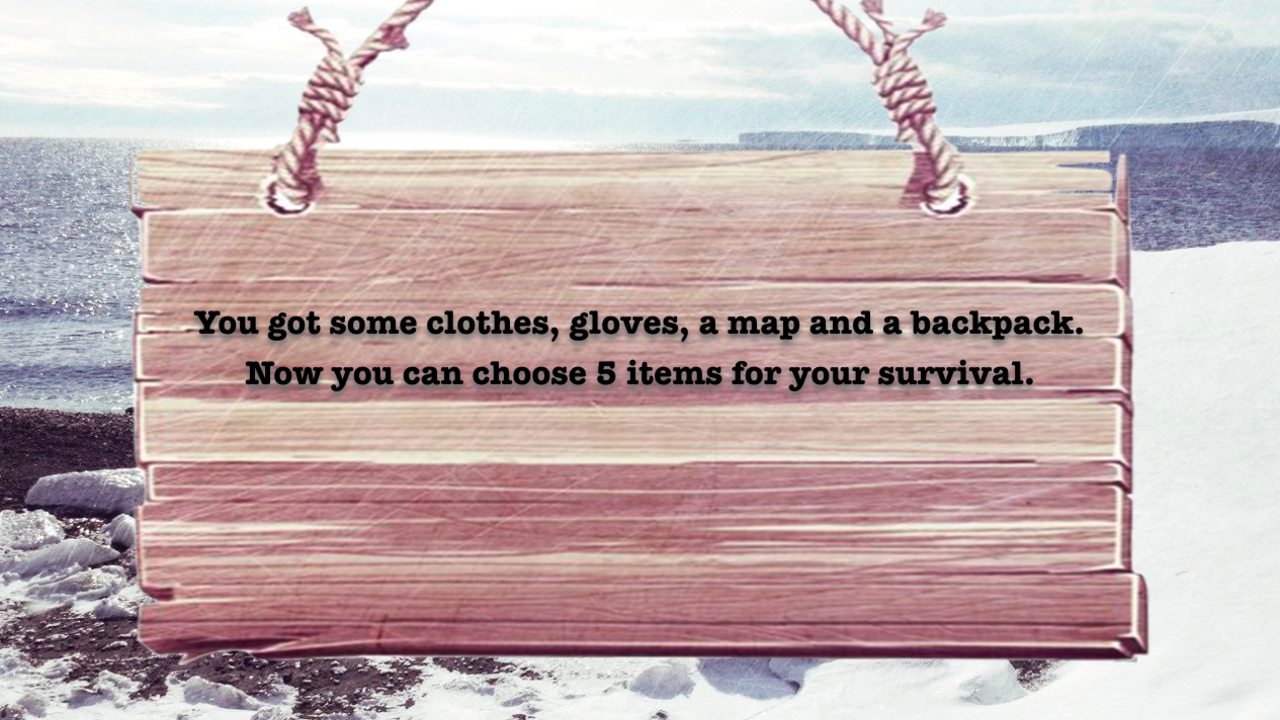 You got some clothes, gloves, a map and a backpack.
Now you can choose 5 items for your survival.